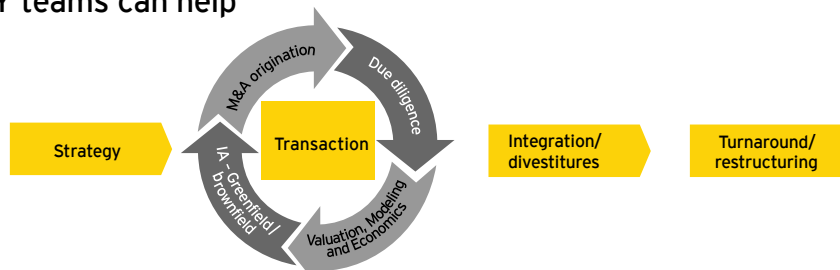 teams can help
Strategy
M&A origination
Due diligence
Transaction
IA – Greenfield/
brownfield
Valuation, Modeling
and Economics
Integration/
divestitures
Turnaround/
restructuring